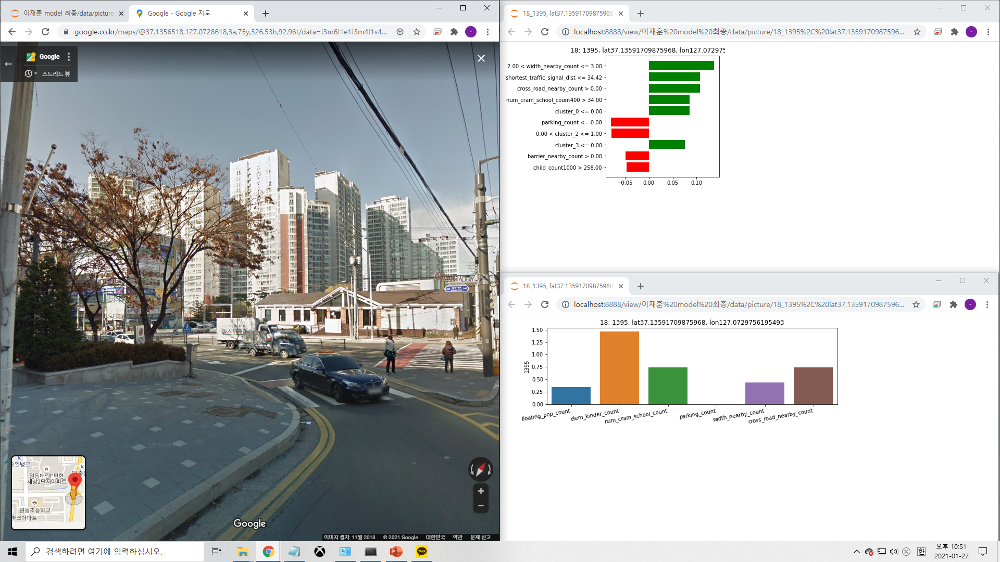 이재훈 model 최종/data/picture
Google - Google 지도
google.co.kr/maps/@37.1356518,127.0728618,3a,75y,326.53h,92.96t/data=!3m6!1e1!3m4!1s4...
Google
스트리트 뷰
217
파스퇴르
오일뱅크
원동대림E편한
세상2단지아파트
원동초등학교
파크아파트
Google
이미지 캡처: 11월 2018 © 2021 Google 대한민국 약관 문제 신고
18_1395, lat37.13591709875968
localhost:8888/view/이재훈%20model%20최종/data/picture/18_1395%2C%20lat37.1359170987596...
18: 1395, lat37.13591709875968, lon127.072975
2.00 < width_nearby_count <= 3.00
shortest_traffic_signal_dist <= 34.42
cross_road_nearby_count > 0.00
num_cram_school_count400 > 34.00
cluster_0 <= 0.00
parking_count <= 0.00
0.00 < cluster_2 <= 1.00
cluster_3 <= 0.00
barrier_nearby_count > 0.00
child_count1000 > 258.00
−0.05 0.00 0.05 0.10
18_1395, lat37.13591709875968
localhost:8888/view/이재훈%20model%20최종/data/picture/18_1395%2C%20lat37.1359170987596...
18: 1395, lat37.13591709875968, lon127.0729756195493
1.50
1.25
1.00
0.75
0.50
0.25
0.00
1395
floating_pop_count
elem_kinder_count
num_cram_school_count
parking_count
width_nearby_count
cross_road_nearby_count
검색하려면 여기에 입력하십시오.
TALK
한
오후 10:51
2021-01-27